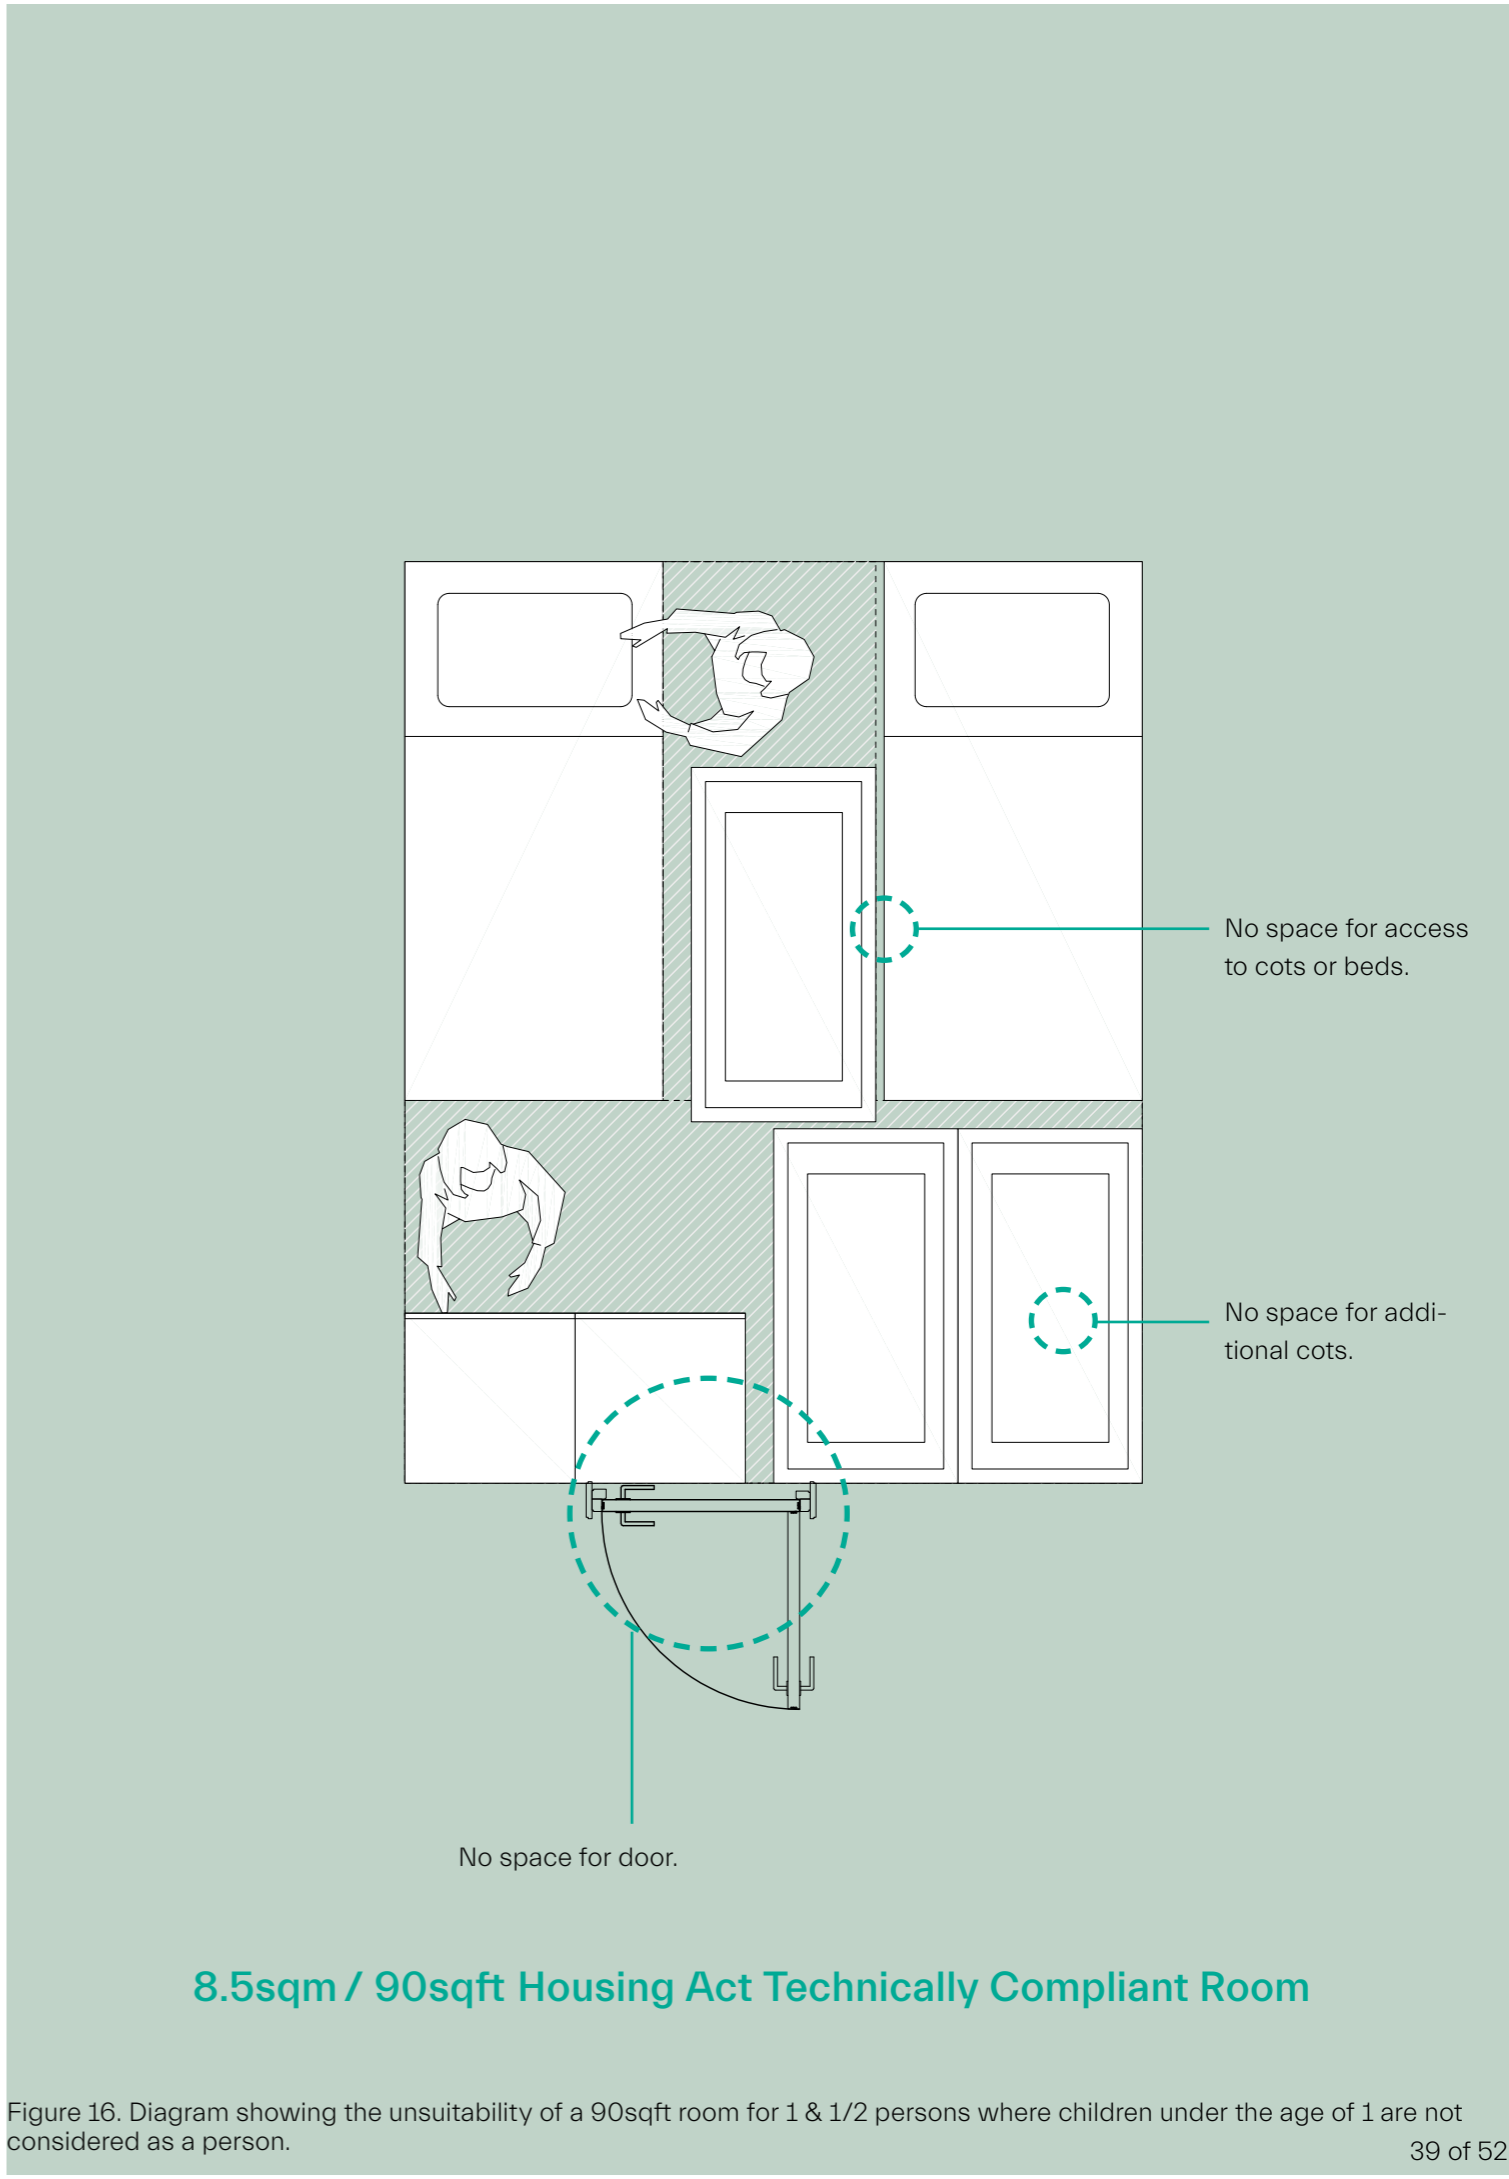 No space for access
to cots or beds.
No space for addi-
tional cots.
No space for door.
8.5sqm / 90sqft Housing Act Technically Compliant Room
Figure 16. Diagram showing the unsuitability of a 90sqft room for 1 & 1/2 persons where children under the age of 1 are not
considered as a person.
39 of 52